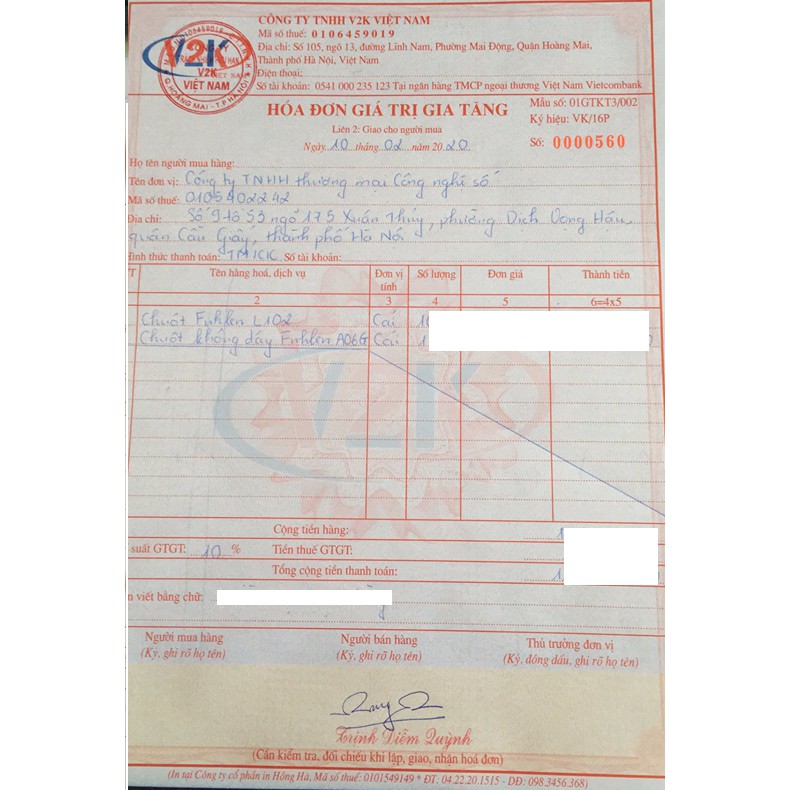 CÔNG TY TNHH V2K VIỆT NAM
Mã số thuế: 0106459019
Địa chỉ: Số 105, ngõ 13, đường Lĩnh Nam, Phường Mai Động, Quận Hoàng Mai,
Thành phố Hà Nội, Việt Nam
Điện thoại:
Số tài khoản: 0541 000 235 123 Tại ngân hàng TMCP ngoại thương Việt Nam Vietcombank
V2K
V2K
VIỆT NAM
Q.HOÀNG MAI - T.P HÀ NỘI
HÓA ĐƠN GIÁ TRỊ GIA TĂNG
Mẫu số: 01GTKT3/002
Liên 2: Giao cho người mua
Ký hiệu: VK/16P
Ngày 10 tháng 02 năm 2020
Số: 0000560
Họ tên người mua hàng:
Tên đơn vị: Công ty TNHH thương mại Công nghệ số
Mã số thuế: 0105402242
Địa chỉ: Số 9 tổ 53 ngõ 175 Xuân Thủy, phường Dịch Vọng Hậu,
quận Cầu Giấy, thành phố Hà Nội
Hình thức thanh toán: TM/CK Số tài khoản:
T Tên hàng hoá, dịch vụ Đơn vị tính Số lượng Đơn giá Thành tiền
2 3 4 5 6=4x5
Chuột Fuhlen L102 Cái
Chuột không dây Fuhlen A06G Cái
V2K
Cộng tiền hàng:
suất GTGT: 10 % Tiền thuế GTGT:
Tổng cộng tiền thanh toán:
n viết bằng chữ:
Người mua hàng Người bán hàng Thủ trưởng đơn vị
(Ký, ghi rõ họ tên) (Ký, ghi rõ họ tên) (Ký, đóng dấu, ghi rõ họ tên)
Trịnh Diễm Quỳnh
(Cần kiểm tra, đối chiếu khi lập, giao, nhận hoá đơn)
(In tại Công ty cổ phần in Hồng Hà, Mã số thuế: 0101549149 * ĐT: 04.22.20.1515 - DĐ: 098.3456.368)